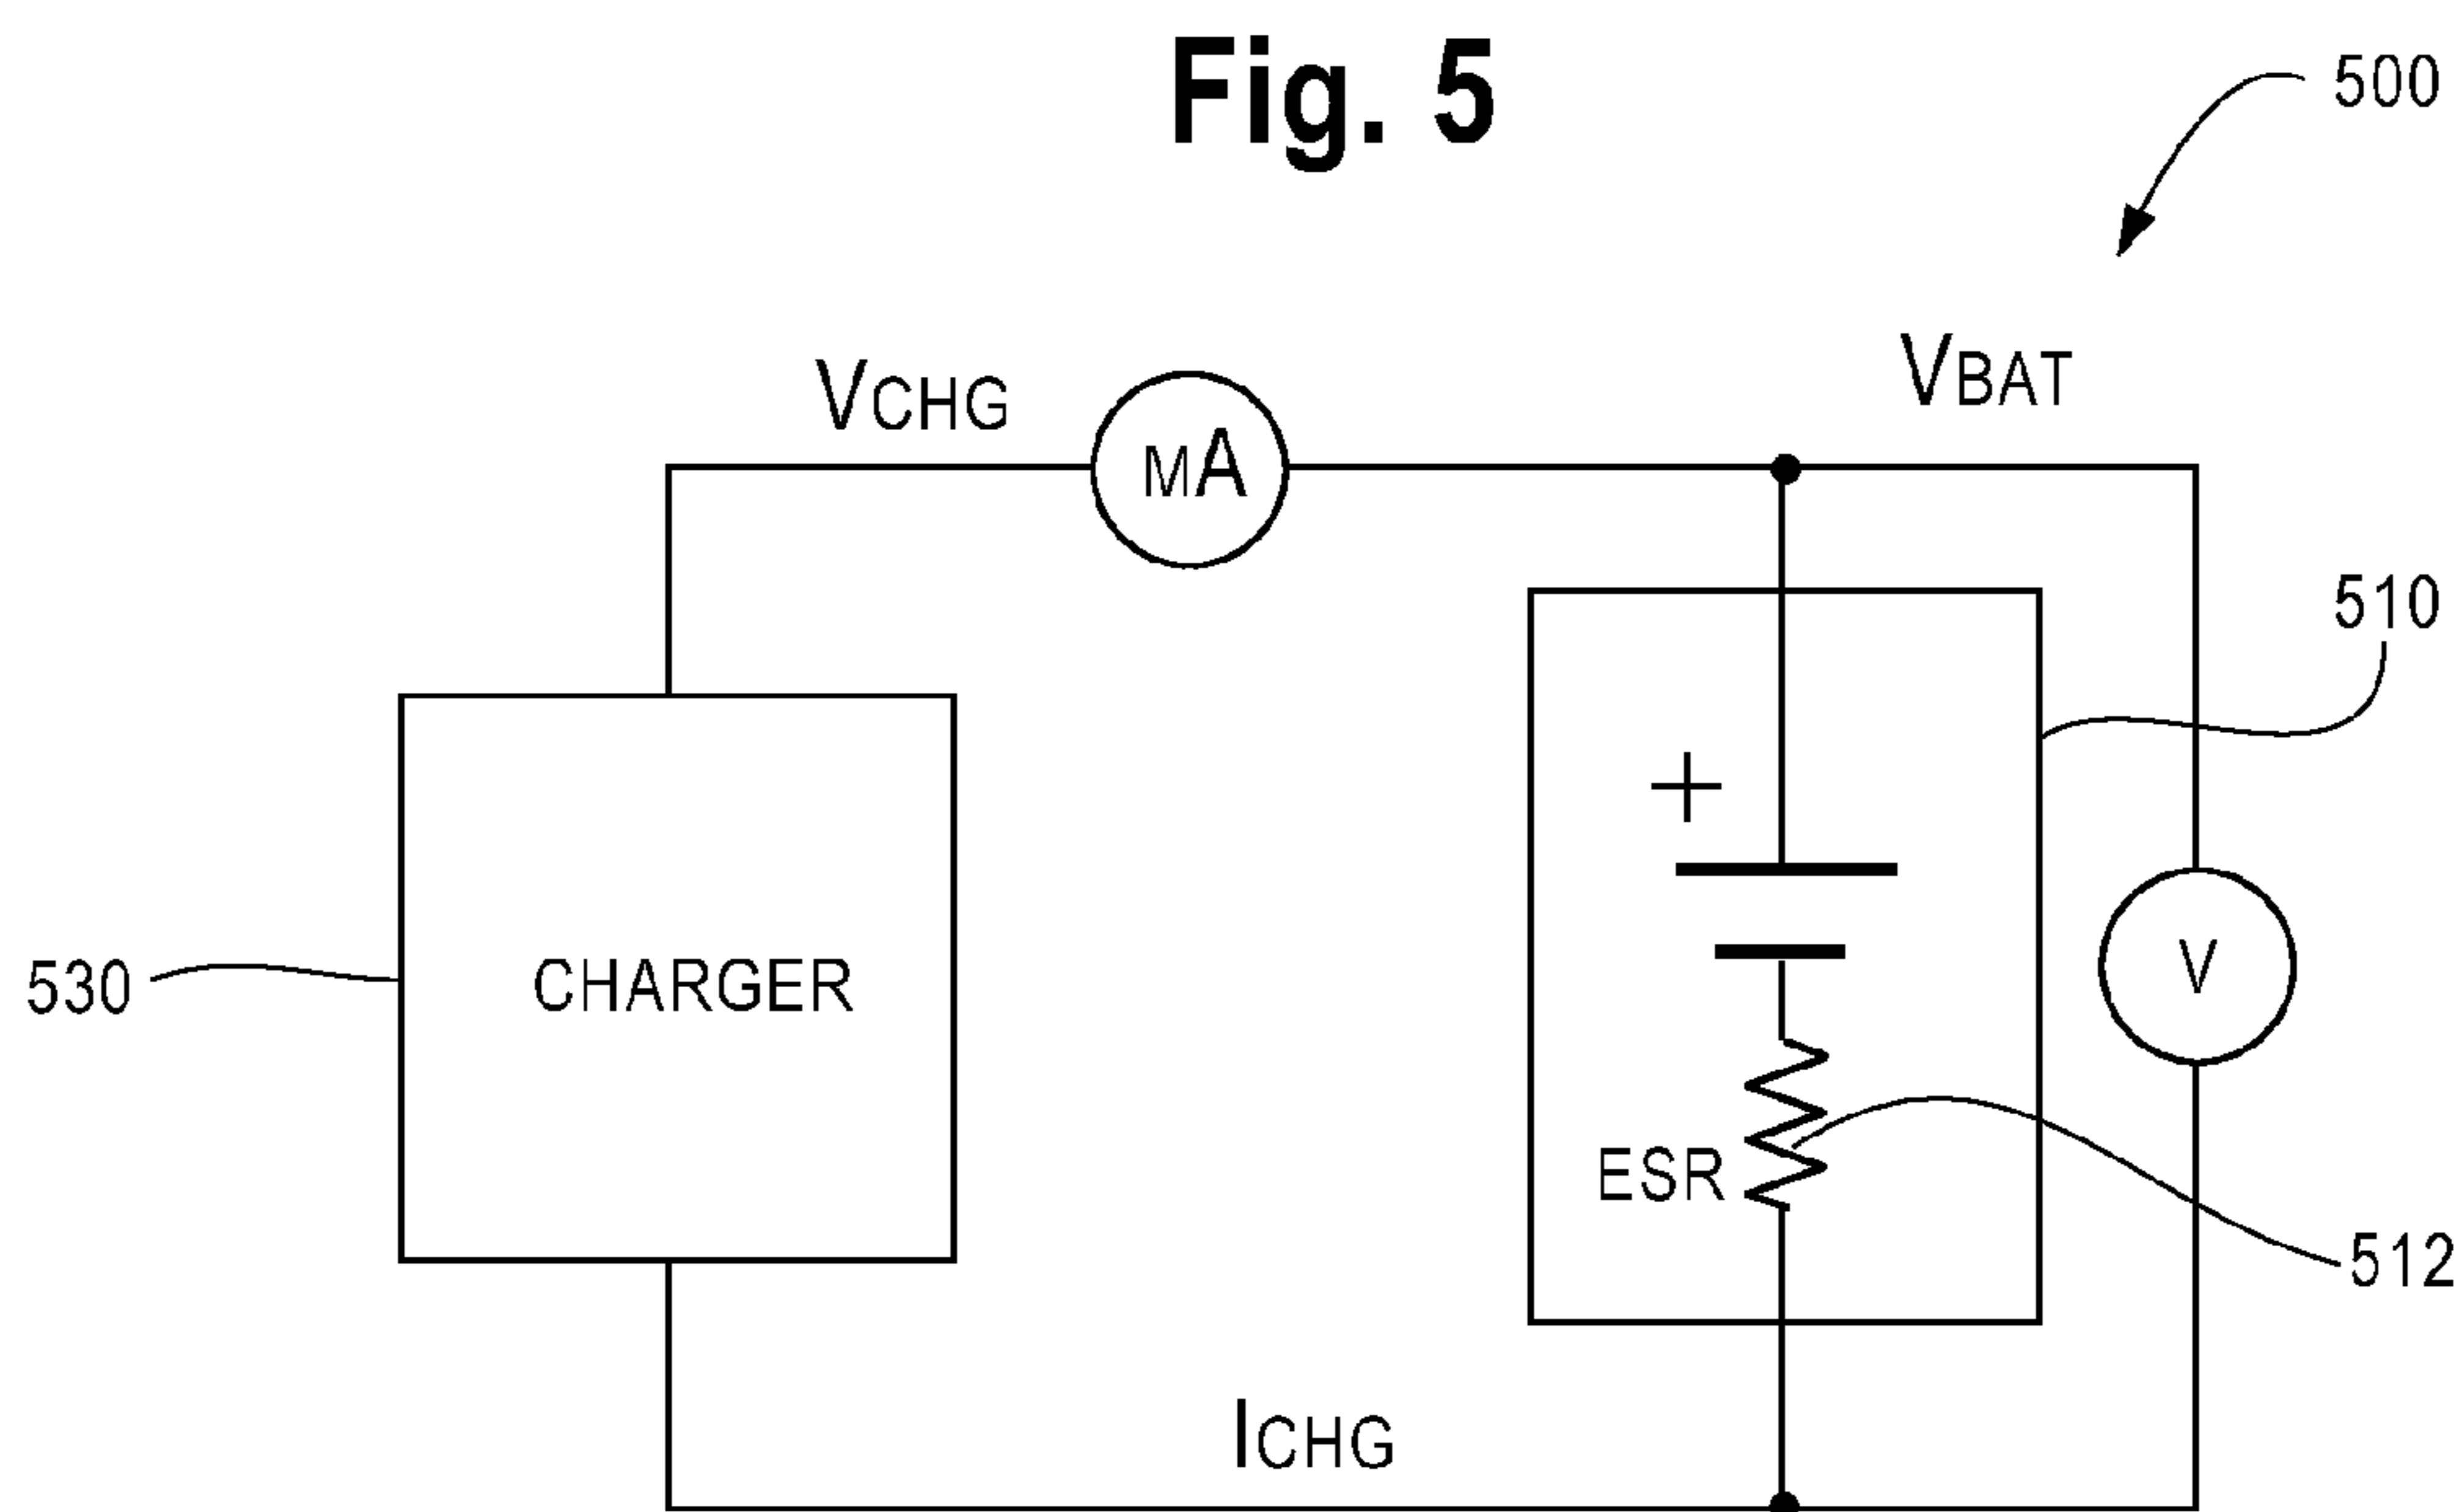 Fig. 5
500
VCHG
MA
VBAT
510
+
530
CHARGER
V
ESR
512
ICHG